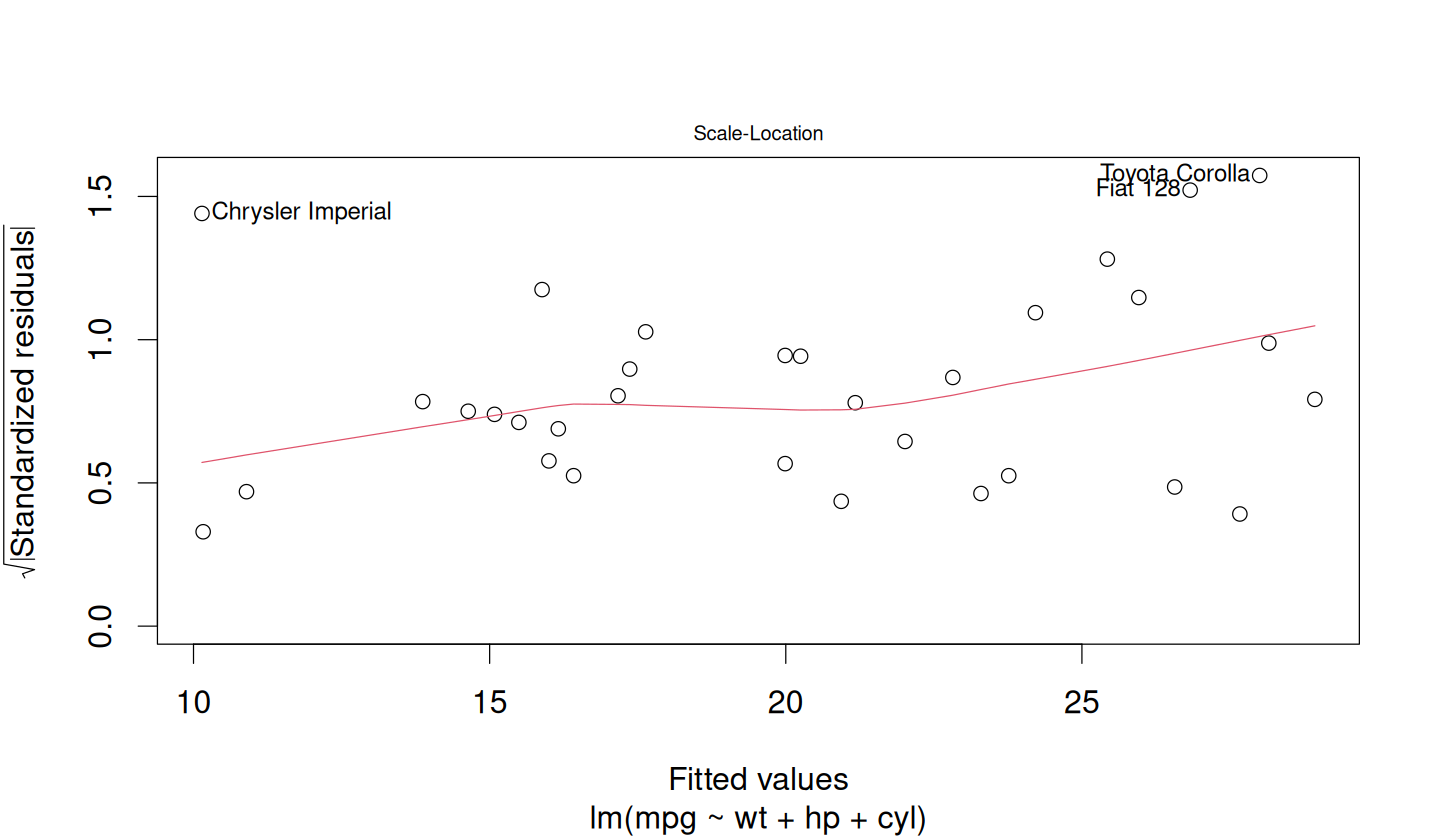 Scale-Location
Toyota Corolla
Fiat 128
Chrysler Imperial
√|Standardized residuals|
1.5
1.0
0.5
0.0
10 15 20 25
Fitted values
lm(mpg ~ wt + hp + cyl)